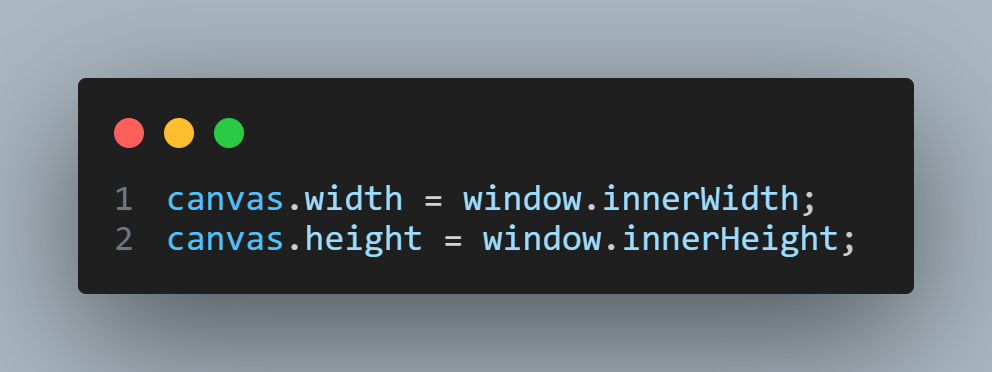 1 canvas.width = window.innerWidth;
2 canvas.height = window.innerHeight;